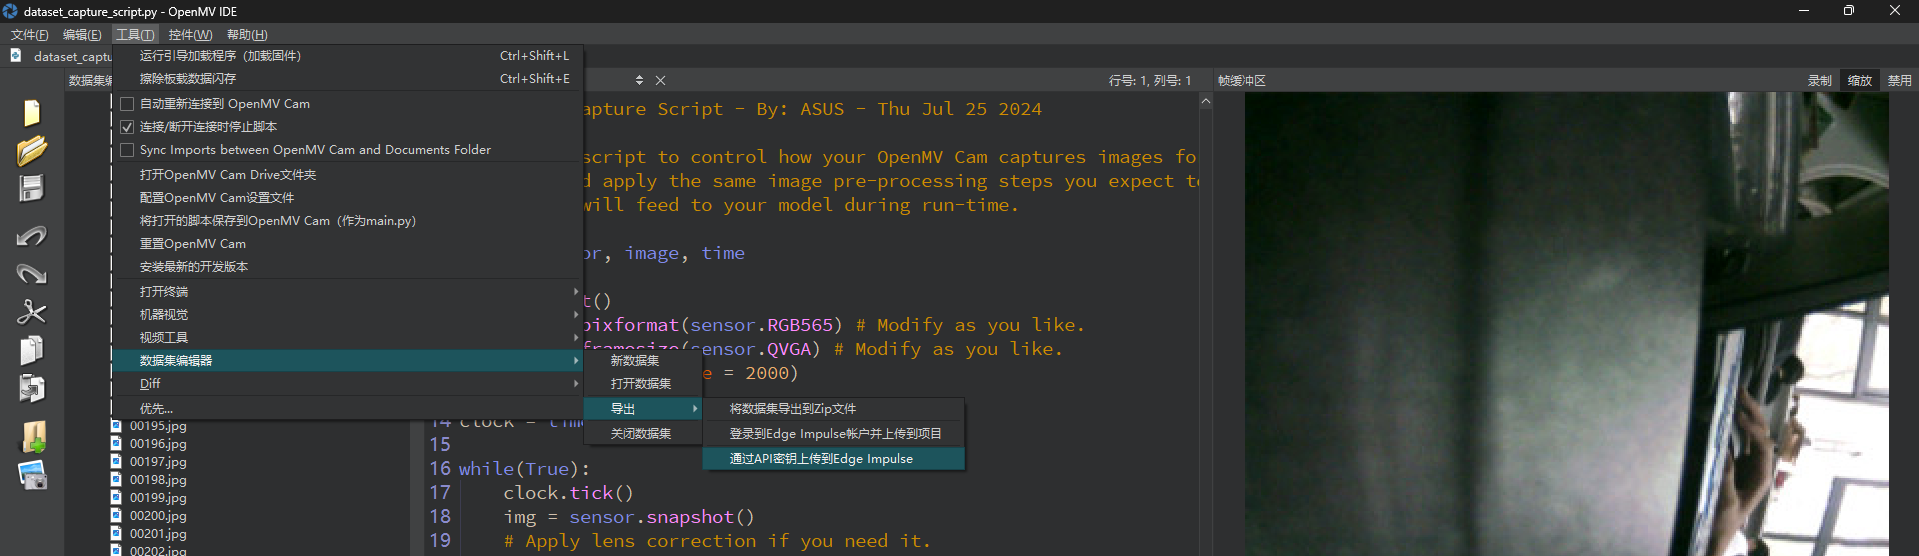 dataset_capture_script.py - OpenMV IDE
文件(F) 编辑(E) 工具(T) 控件(W) 帮助(H)
dataset_captu
数据集编
行号: 1, 列号: 1
帧缓冲区
录制 缩放 禁用
运行引导加载程序（加载固件） Ctrl+Shift+L
擦除板载数据闪存 Ctrl+Shift+E
自动重新连接到 OpenMV Cam
连接/断开连接时停止脚本
Sync Imports between OpenMV Cam and Documents Folder
打开OpenMV Cam Drive文件夹
配置OpenMV Cam设置文件
将打开的脚本保存到OpenMV Cam（作为main.py)
重置OpenMV Cam
安装最新的开发版本
打开终端
机器视觉
视频工具
数据集编辑器
Diff
优先...
新数据集
打开数据集
导出
关闭数据集
将数据集导出到Zip文件
登录到Edge Impulse帐户并上传到项目
通过API密钥上传到Edge Impulse
00195.jpg
00196.jpg
00197.jpg
00198.jpg
00199.jpg
00200.jpg
00201.jpg
00202.jpg
apture Script - By: ASUS - Thu Jul 25 2024
script to control how your OpenMV Cam captures images fo
d apply the same image pre-processing steps you expect to
will feed to your model during run-time.
or, image, time
t()
pixformat(sensor.RGB565) # Modify as you like.
framesize(sensor.QVGA) # Modify as you like.
e = 2000)
14 clock = time
15
16 while(True):
17 clock.tick()
18 img = sensor.snapshot()
19 # Apply lens correction if you need it.